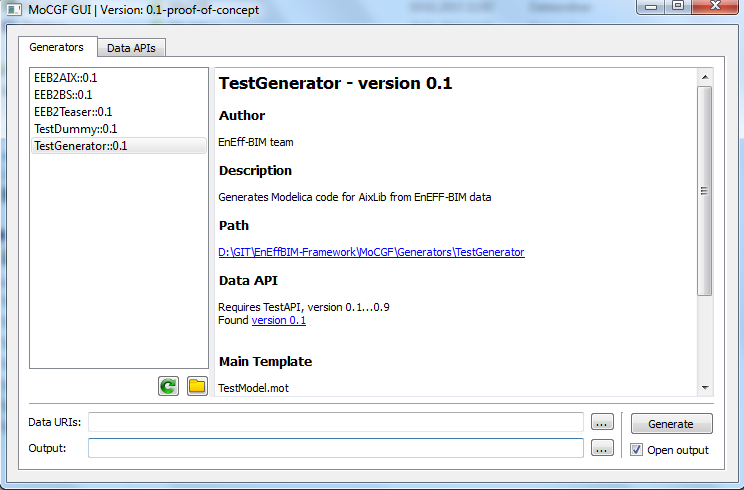 MoCGF GUI | Version: 0.1-proof-of-concept
Generators
Data APIs
EEB2AIX::0.1
EEB2BS::0.1
EEB2Teaser::0.1
TestDummy::0.1
TestGenerator::0.1
TestGenerator - version 0.1
Author
EnEff-BIM team
Description
Generates Modelica code for AixLib from EnEFF-BIM data
Path
D:\GIT\EnEffBIM-Framework\MoCGF\Generators\TestGenerator
Data API
Requires TestAPI, version 0.1...0.9
Found version 0.1
Main Template
TestModel.mot
Data URIs:
...
Generate
Output:
...
Open output